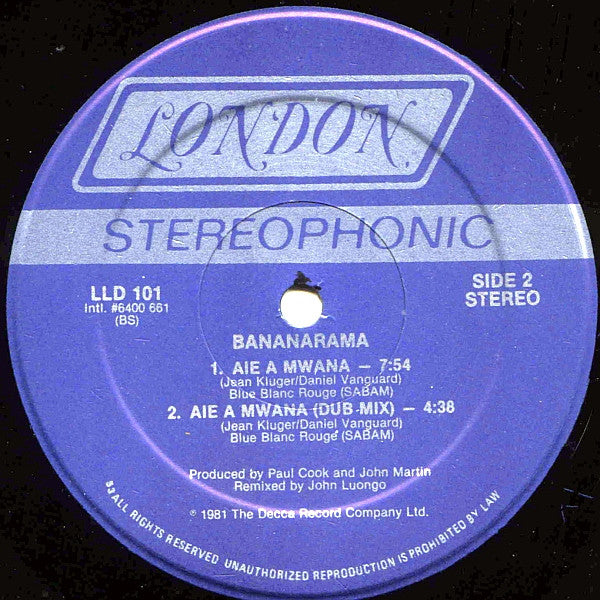 LONDON
STEREOPHONIC
LLD 101
Intl. #6400 661
(BS)
SIDE 2
STEREO
BANANARAMA
1. AIE A MWANA — 7:54
(Jean Kluger/Daniel Vanguard)
Blue Blanc Rouge (SABAM)
2. AIE A MWANA (DUB MIX) — 4:38
(Jean Kluger/Daniel Vanguard)
Blue Blanc Rouge (SABAM)
Produced by Paul Cook and John Martin
Remixed by John Luongo
℗ 1981 The Decca Record Company Ltd.
53 ALL RIGHTS RESERVED UNAUTHORIZED REPRODUCTION IS PROHIBITED BY LAW